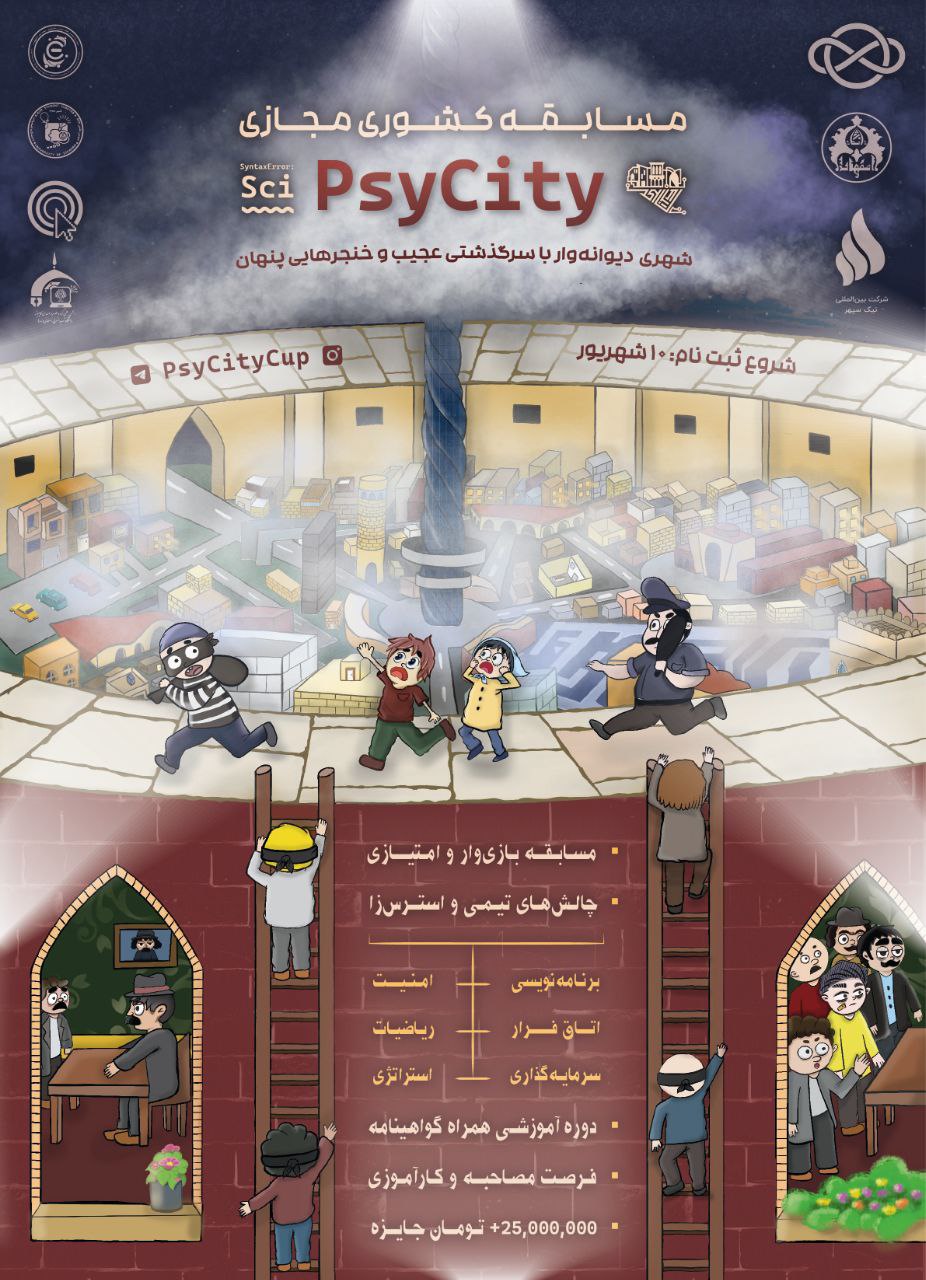 مسابقه کشوری مجازی
SyntaxError:
Sci
PsyCity
شهری دیوانه‌وار با سرگذشتی عجیب و خنجرهایی پنهان
شرکت بین‌المللی
نیک سپهر
شروع ثبت نام: ۱۰ شهریور
PsyCityCup
مسابقه بازی‌وار و امتیازی
چالش‌های تیمی و استرس‌زا
برنامه‌نویسی امنیت
اتاق فرار ریاضیات
سرمایه‌گذاری استراتژی
دوره آموزشی همراه گواهینامه
فرصت مصاحبه و کارآموزی
25,000,000+ تومان جایزه